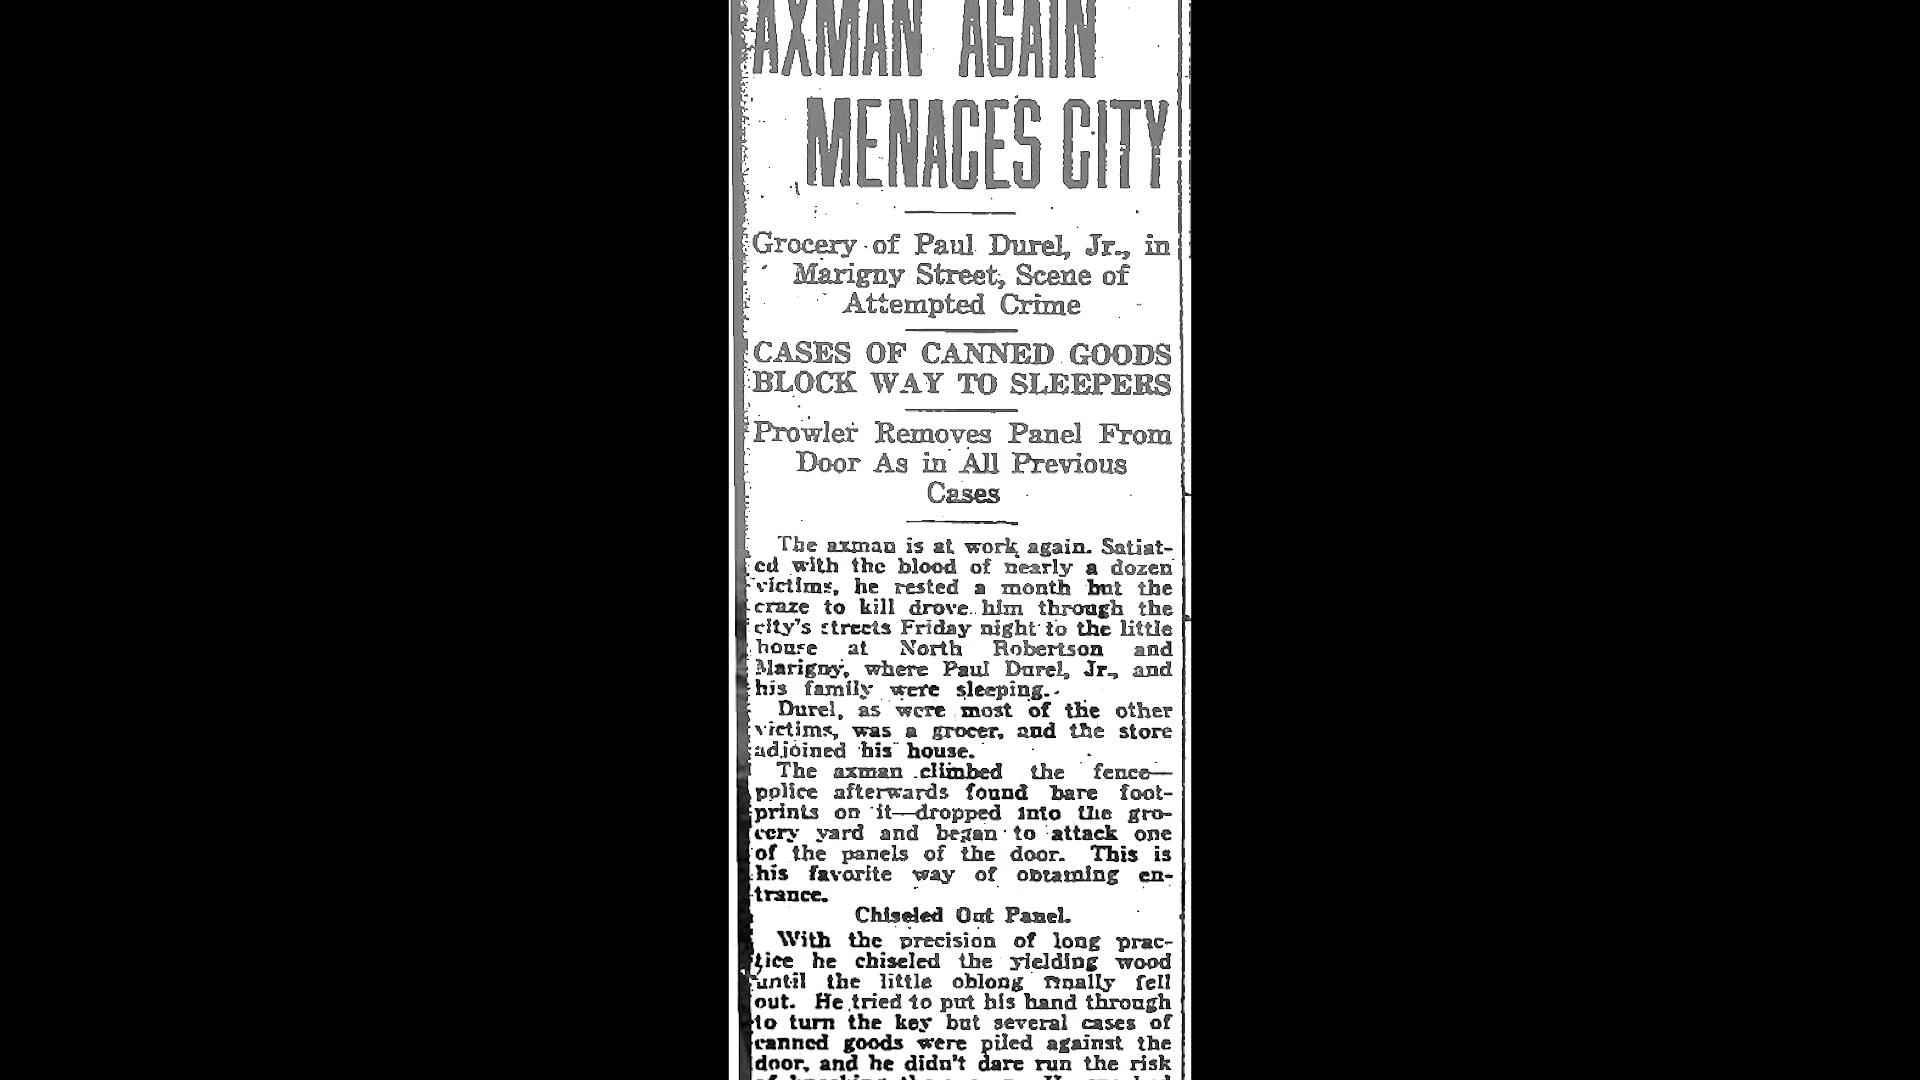 AXMAN AGAIN
MENACES CITY
Grocery of Paul Durel, Jr., in
Marigny Street, Scene of
Attempted Crime
CASES OF CANNED GOODS
BLOCK WAY TO SLEEPERS
Prowler Removes Panel From
Door As in All Previous
Cases
The axman is at work again. Satiat-
ed with the blood of nearly a dozen
victims, he rested a month but the
craze to kill drove him through the
city's streets Friday night to the little
house at North Robertson and
Marigny, where Paul Durel, Jr., and
his family were sleeping.
Durel, as were most of the other
victims, was a grocer, and the store
adjoined his house.
The axman climbed the fence—
police afterwards found bare foot-
prints on it—dropped into the gro-
cery yard and began to attack one
of the panels of the door. This is
his favorite way of obtaining en-
trance.
Chiseled Out Panel.
With the precision of long prac-
tice he chiseled the yielding wood
until the little oblong finally fell
out. He tried to put his hand through
to turn the key but several cases of
canned goods were piled against the
door, and he didn't dare run the risk